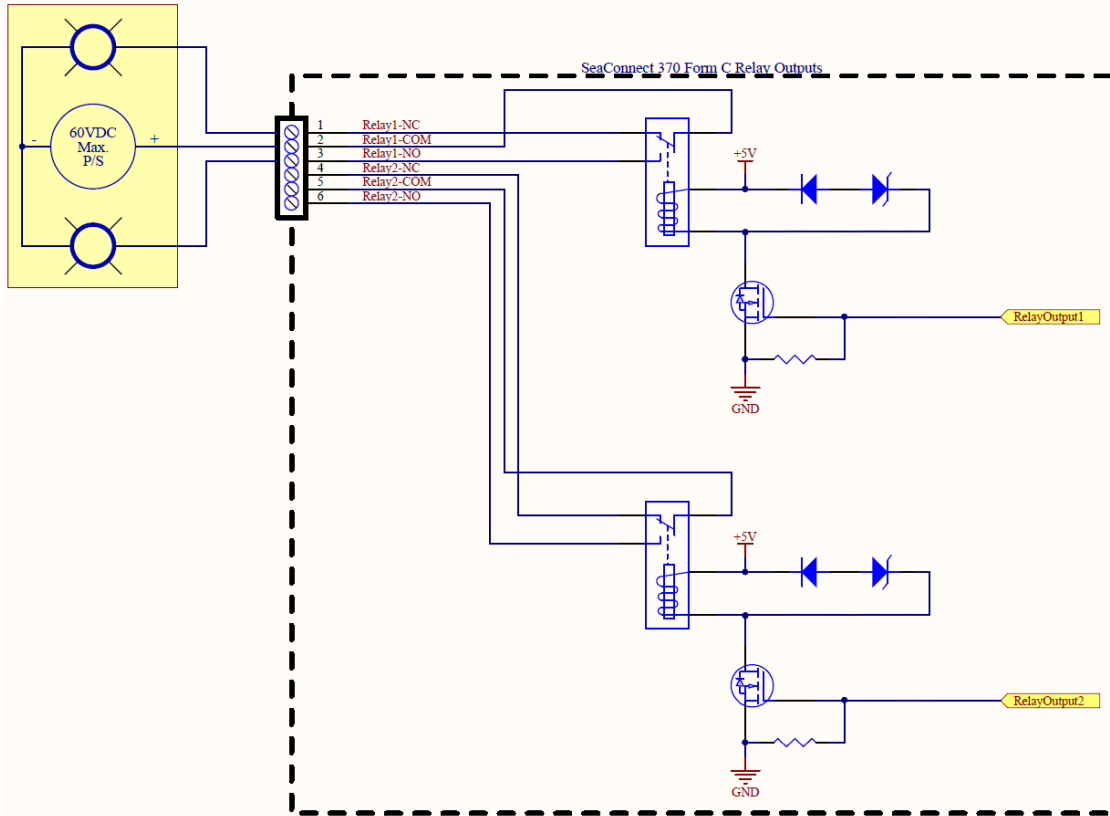 SeaConnect 370 Form C Relay Outputs
-
60VDC
Max.
P/S
+
1 Relay1-NC
2 Relay1-COM
3 Relay1-NO
4 Relay2-NC
5 Relay2-COM
6 Relay2-NO
+5V
RelayOutput1
GND
+5V
RelayOutput2
GND